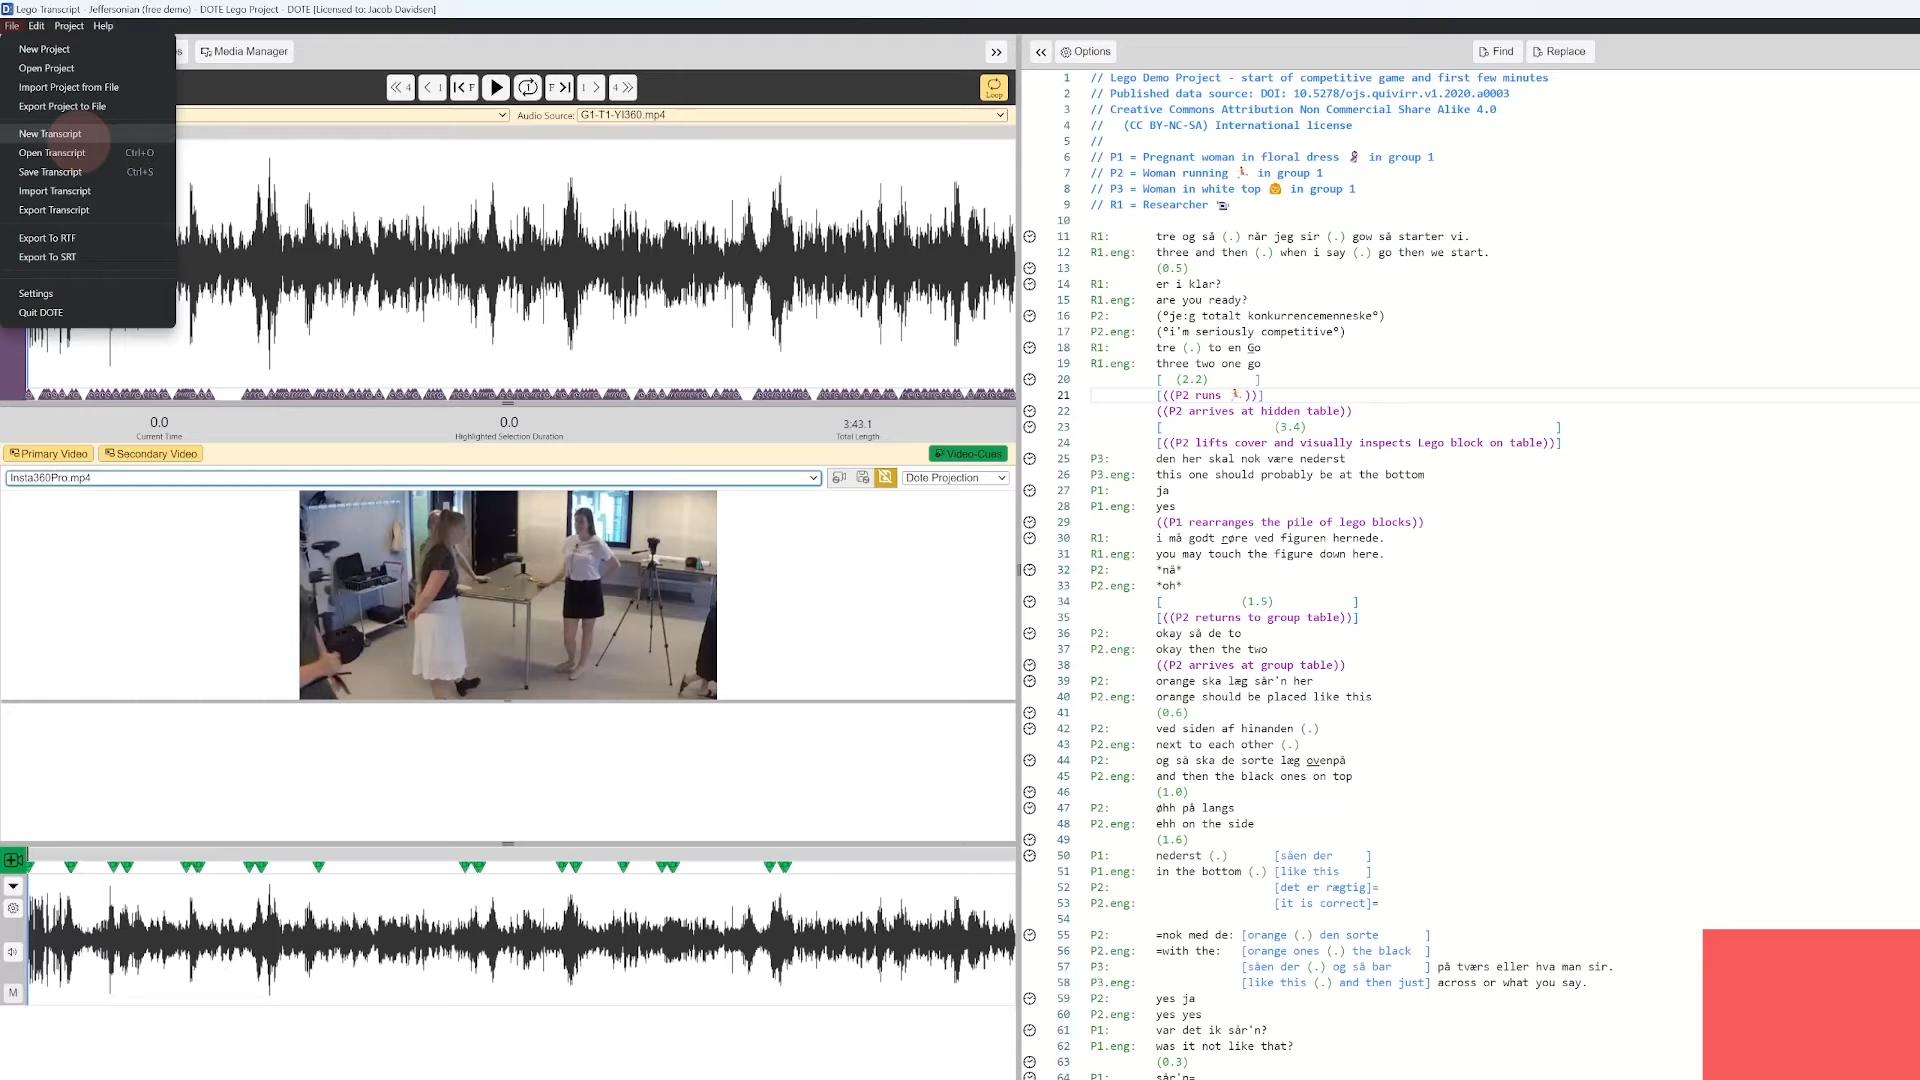 Lego Transcript - Jeffersonian (free demo) - DOTE Lego Project - DOTE [Licensed to: Jacob Davidsen]
File Edit Project Help
New Project
Open Project
Import Project from File
Export Project to File
New Transcript
Open Transcript Ctrl+O
Save Transcript Ctrl+S
Import Transcript
Export Transcript
Export To RTF
Export To SRT
Settings
Quit DOTE
Media Manager
4 1 F F 1 4
Loop
Audio Source: G1-T1-YI360.mp4
0.0 0.0 3:43.1
Current Time Highlighted Selection Duration Total Length
Primary Video Secondary Video Video-Cues
Insta360Pro.mp4 Dote Projection
M
Options Find Replace
1 // Lego Demo Project - start of competitive game and first few minutes
2 // Published data source: DOI: 10.5278/ojs.quivirr.v1.2020.a0003
3 // Creative Commons Attribution Non Commercial Share Alike 4.0
4 // (CC BY-NC-SA) International license
5 //
6 // P1 = Pregnant woman in floral dress in group 1
7 // P2 = Woman running in group 1
8 // P3 = Woman in white top in group 1
9 // R1 = Researcher
10
11 R1: tre og så (.) når jeg sir (.) gow så starter vi.
12 R1.eng: three and then (.) when i say (.) go then we start.
13 (0.5)
14 R1: er i klar?
15 R1.eng: are you ready?
16 P2: (°je:g totalt konkurrencemenneske°)
17 P2.eng: (°i'm seriously competitive°)
18 R1: tre (.) to en Go
19 R1.eng: three two one go
20 [ (2.2) ]
21 [((P2 runs ))]
22 ((P2 arrives at hidden table))
23 [ (3.4) ]
24 [((P2 lifts cover and visually inspects Lego block on table))]
25 P3: den her skal nok være nederst
26 P3.eng: this one should probably be at the bottom
27 P1: ja
28 P1.eng: yes
29 ((P1 rearranges the pile of lego blocks))
30 R1: i må godt røre ved figuren hernede.
31 R1.eng: you may touch the figure down here.
32 P2: *nå*
33 P2.eng: *oh*
34 [ (1.5) ]
35 [((P2 returns to group table))]
36 P2: okay så de to
37 P2.eng: okay then the two
38 ((P2 arrives at group table))
39 P2: orange ska læg sår'n her
40 P2.eng: orange should be placed like this
41 (0.6)
42 P2: ved siden af hinanden (.)
43 P2.eng: next to each other (.)
44 P2: og så ska de sorte læg ovenpå
45 P2.eng: and then the black ones on top
46 (1.0)
47 P2: øhh på langs
48 P2.eng: ehh on the side
49 (1.6)
50 P1: nederst (.) [såen der ]
51 P1.eng: in the bottom (.) [like this ]
52 P2: [det er rægtig]=
53 P2.eng: [it is correct]=
54
55 P2: =nok med de: [orange (.) den sorte ]
56 P2.eng: =with the: [orange ones (.) the black ]
57 P3: [såen der (.) og så bar ] på tværs eller hva man sir.
58 P3.eng: [like this (.) and then just] across or what you say.
59 P2: yes ja
60 P2.eng: yes yes
61 P1: var det ik sår'n?
62 P1.eng: was it not like that?
63 (0.3)
64 P1: sår'n=